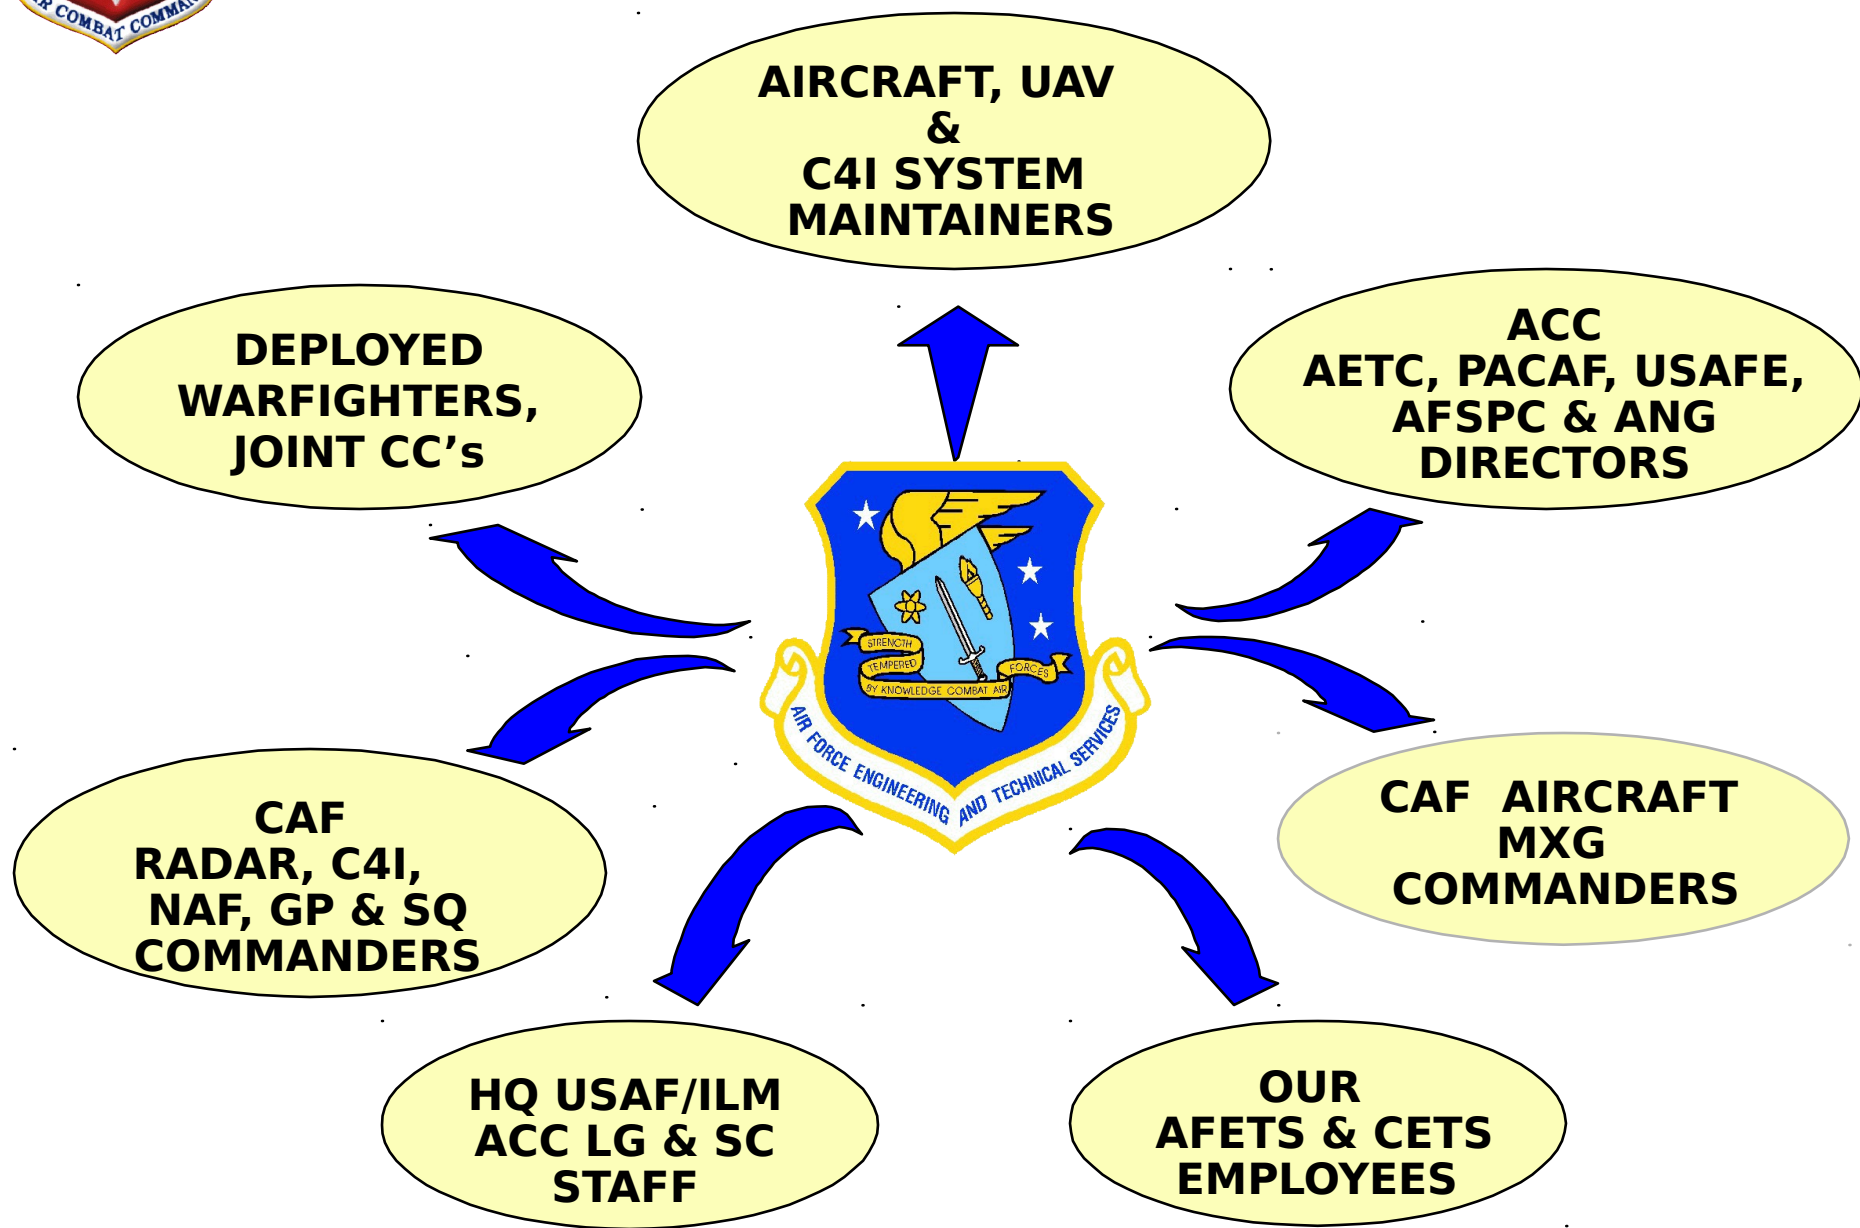 AIR COMBAT COMMAND
AIRCRAFT, UAV
&
C4I SYSTEM
MAINTAINERS
DEPLOYED
WARFIGHTERS,
JOINT CC’s
ACC
AETC, PACAF, USAFE,
AFSPC & ANG
DIRECTORS
STRENGTH
TEMPERED
BY KNOWLEDGE COMBAT AIR
FORCES
AIR FORCE ENGINEERING AND TECHNICAL SERVICES
CAF
RADAR, C4I,
NAF, GP & SQ
COMMANDERS
CAF AIRCRAFT
MXG
COMMANDERS
HQ USAF/ILM
ACC LG & SC
STAFF
OUR
AFETS & CETS
EMPLOYEES